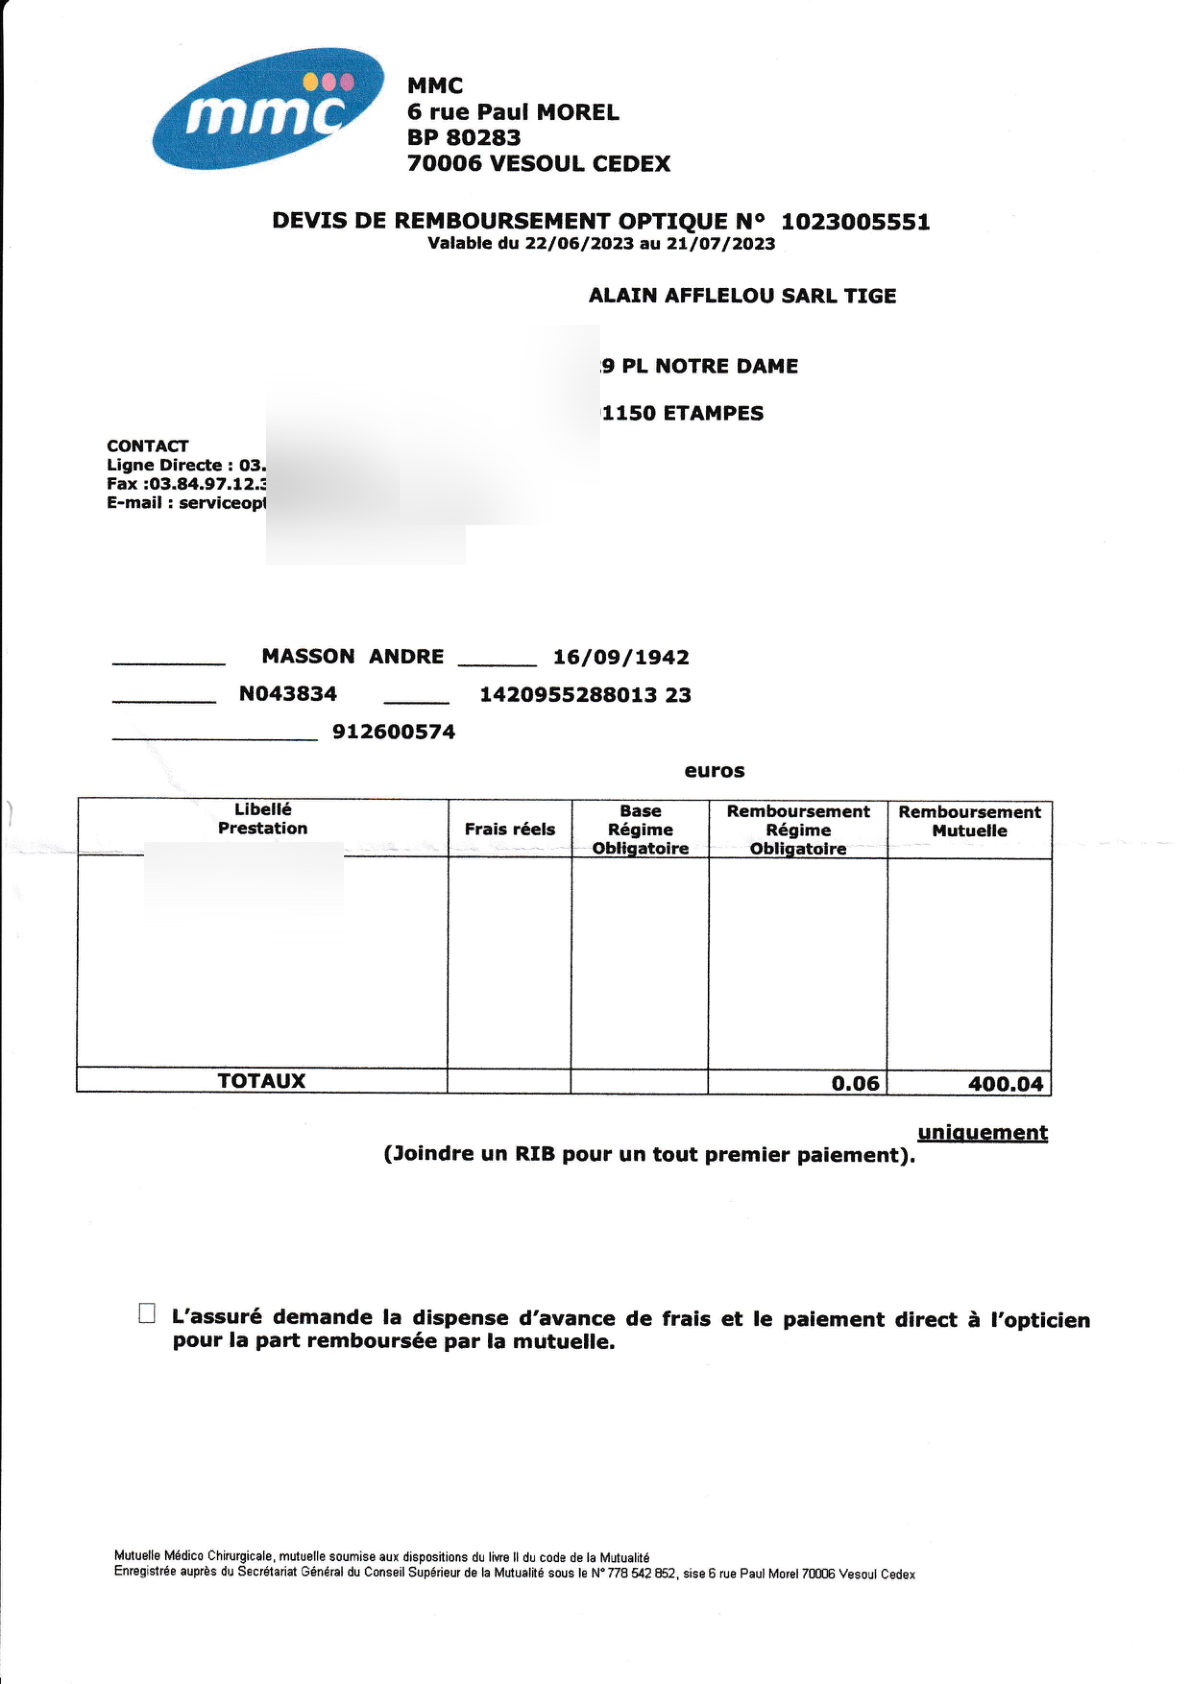 mmc
MMC
6 rue Paul MOREL
BP 80283
70006 VESOUL CEDEX
DEVIS DE REMBOURSEMENT OPTIQUE N° 1023005551
Valable du 22/06/2023 au 21/07/2023
ALAIN AFFLELOU SARL TIGE
9 PL NOTRE DAME
1150 ETAMPES
CONTACT
Ligne Directe : 03.
Fax :03.84.97.12.3
E-mail : serviceopt
MASSON ANDRE 16/09/1942
N043834 1420955288013 23
912600574
euros
Libellé Prestation Frais réels Base Régime Obligatoire Remboursement Régime Obligatoire Remboursement Mutuelle
TOTAUX 0.06 400.04
uniquement
(Joindre un RIB pour un tout premier paiement).
L'assuré demande la dispense d'avance de frais et le paiement direct à l'opticien
pour la part remboursée par la mutuelle.
Mutuelle Médico Chirurgicale, mutuelle soumise aux dispositions du livre II du code de la Mutualité
Enregistrée auprès du Secrétariat Général du Conseil Supérieur de la Mutualité sous le N° 778 542 852, sise 6 rue Paul Morel 70006 Vesoul Cedex